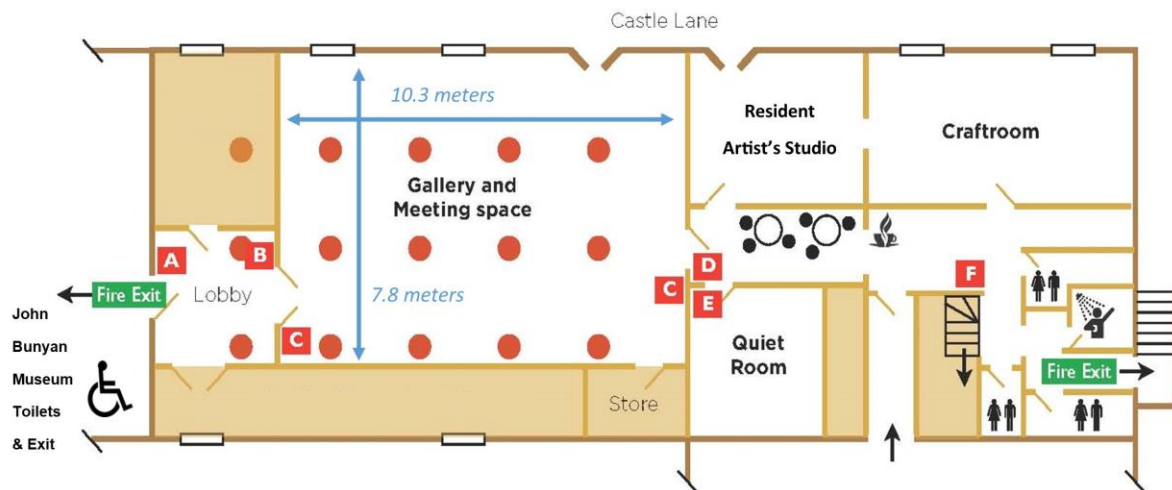 Castle Lane
10.3 meters
Resident
Artist's Studio
Craftroom
Gallery and
Meeting space
A
B
D
F
C
E
Fire Exit
Lobby
7.8 meters
John
Bunyan
Museum
Toilets
& Exit
C
Quiet
Room
Fire Exit
Store